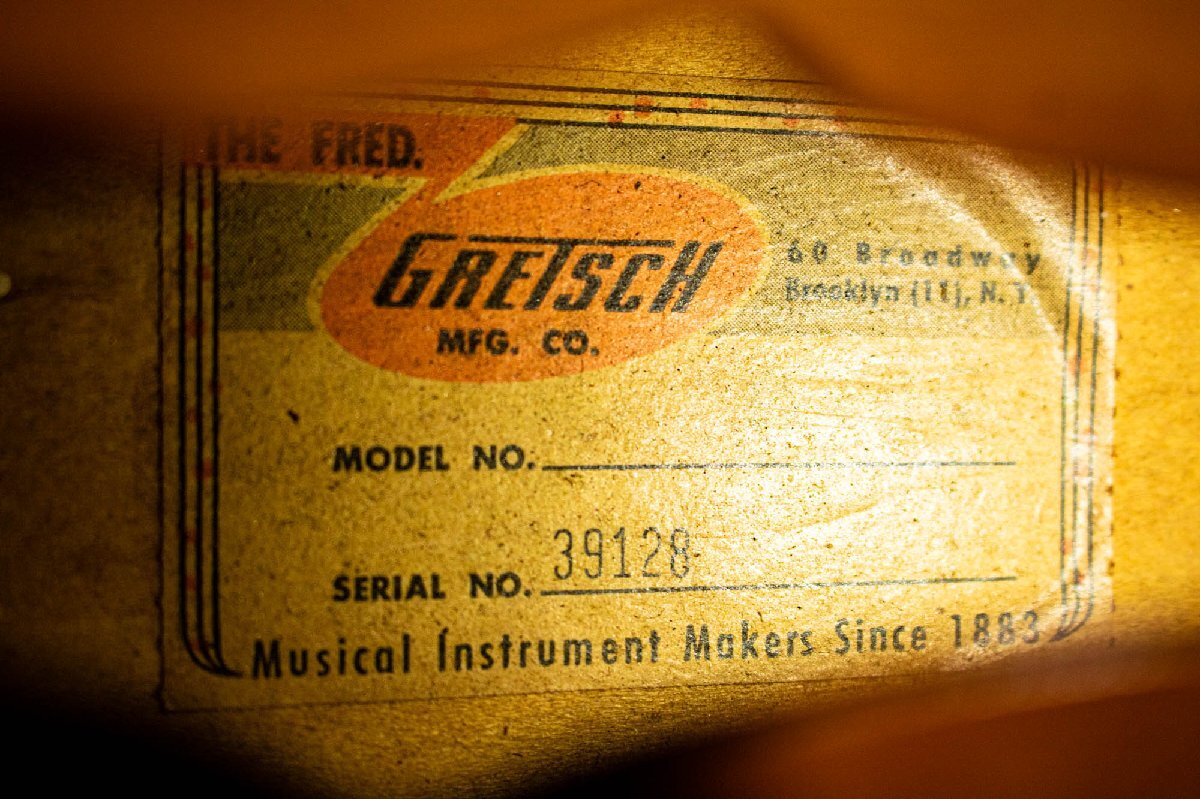 THE FRED.
GRETSCH
MFG. CO.
60 Broadway
Brooklyn (11), N. Y.
MODEL NO.
SERIAL NO. 39128
Musical Instrument Makers Since 1883